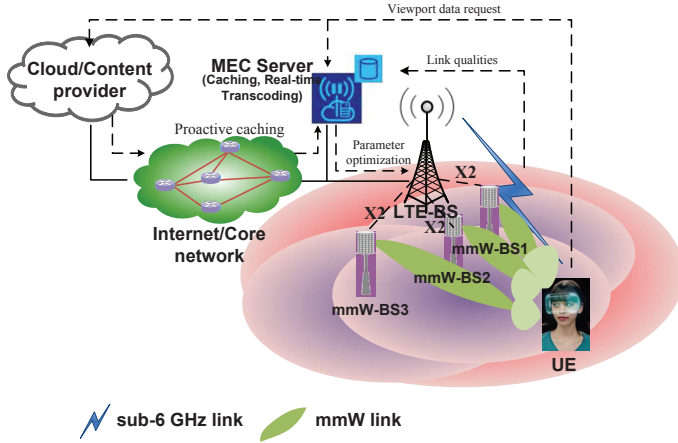 Viewport data request
Cloud/Content
provider
MEC Server
(Caching, Real-time
Transcoding)
Link qualities
Proactive caching
Parameter
optimization
X2
X2
LTE-BS
X2
Internet/Core
network
mmW-BS1
mmW-BS2
mmW-BS3
UE
sub-6 GHz link
mmW link